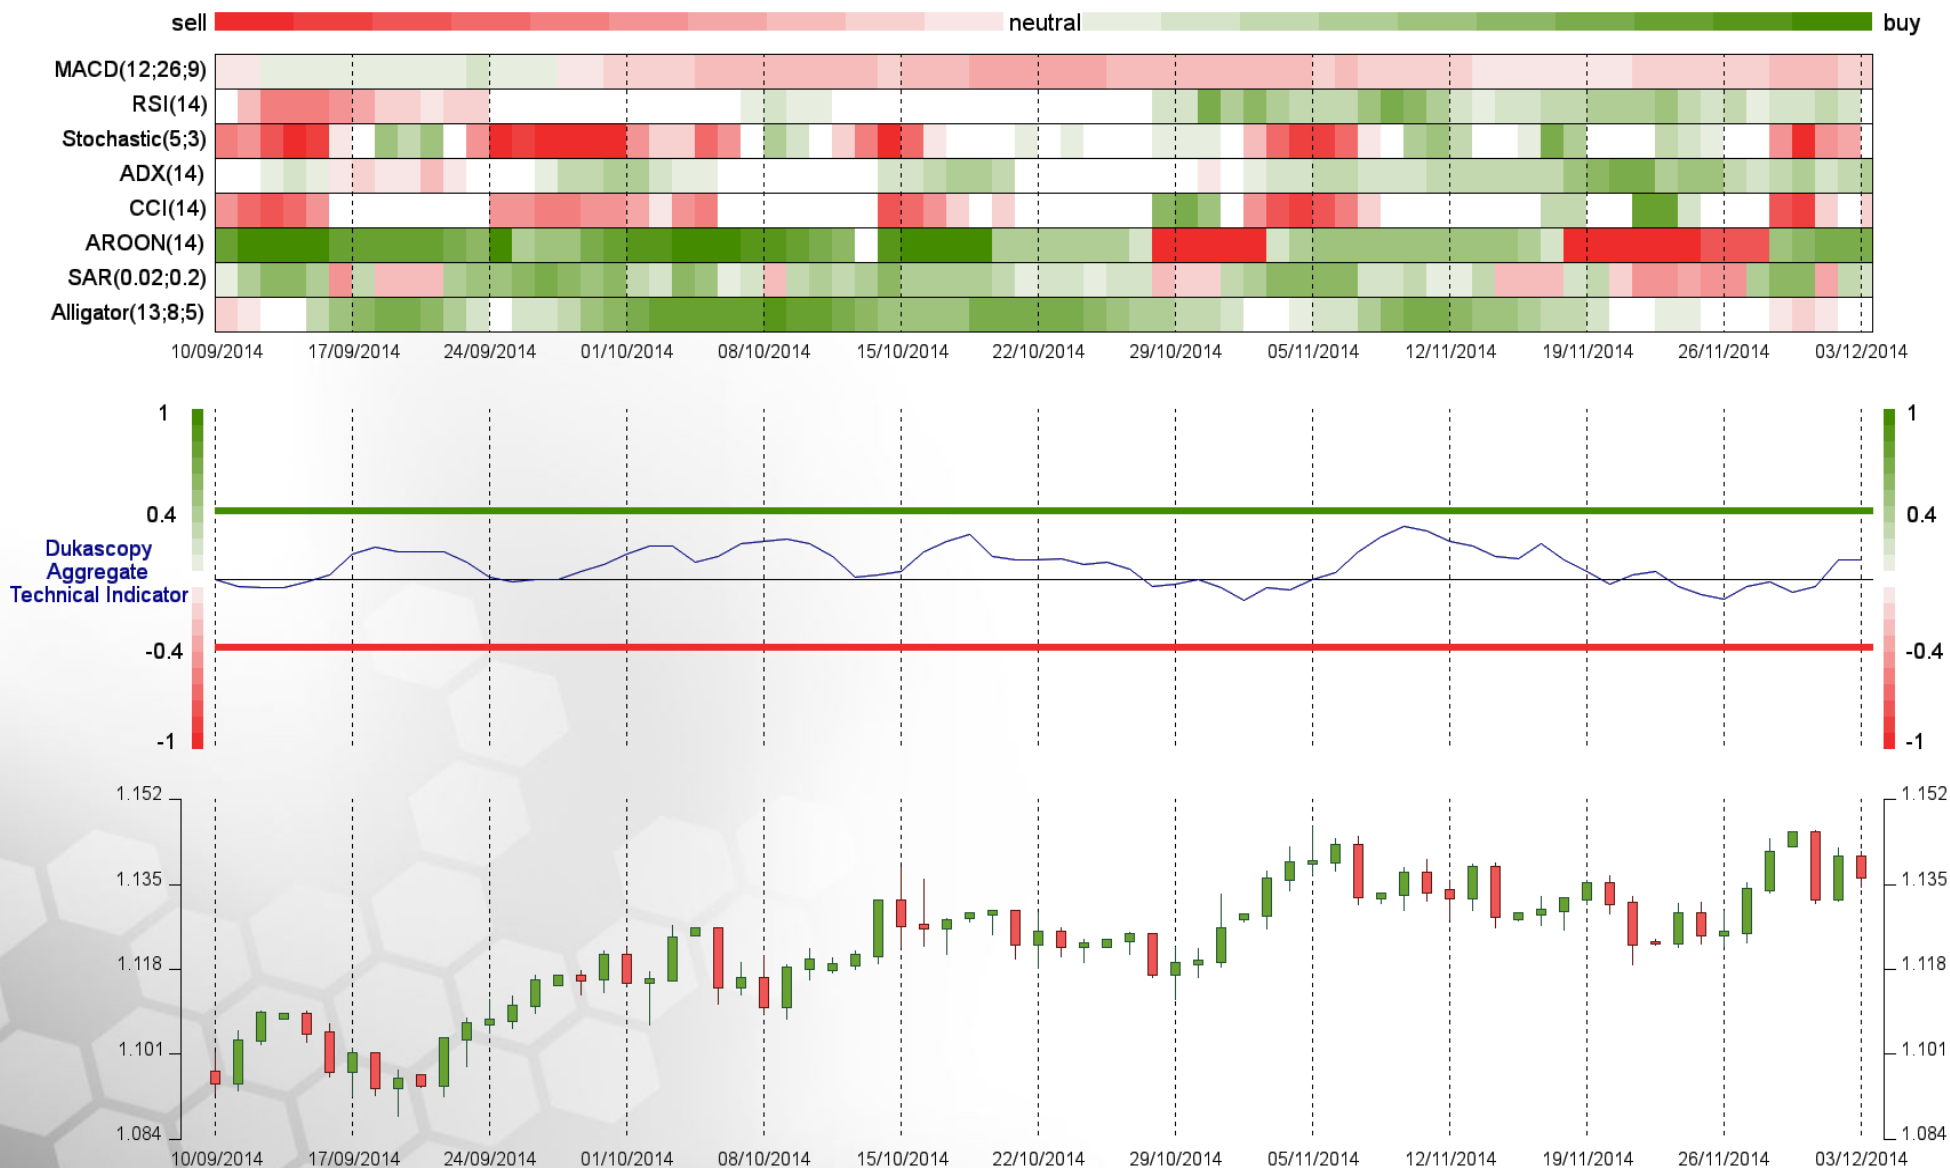 sell neutral buy
MACD(12;26;9)
RSI(14)
Stochastic(5;3)
ADX(14)
CCI(14)
AROON(14)
SAR(0.02;0.2)
Alligator(13;8;5)
10/09/2014 17/09/2014 24/09/2014 01/10/2014 08/10/2014 15/10/2014 22/10/2014 29/10/2014 05/11/2014 12/11/2014 19/11/2014 26/11/2014 03/12/2014
1 1
0.4 0.4
Dukascopy
Aggregate
Technical Indicator
-0.4 -0.4
-1 -1
1.152 1.152
1.135 1.135
1.118 1.118
1.101 1.101
1.084 1.084
10/09/2014 17/09/2014 24/09/2014 01/10/2014 08/10/2014 15/10/2014 22/10/2014 29/10/2014 05/11/2014 12/11/2014 19/11/2014 26/11/2014 03/12/2014